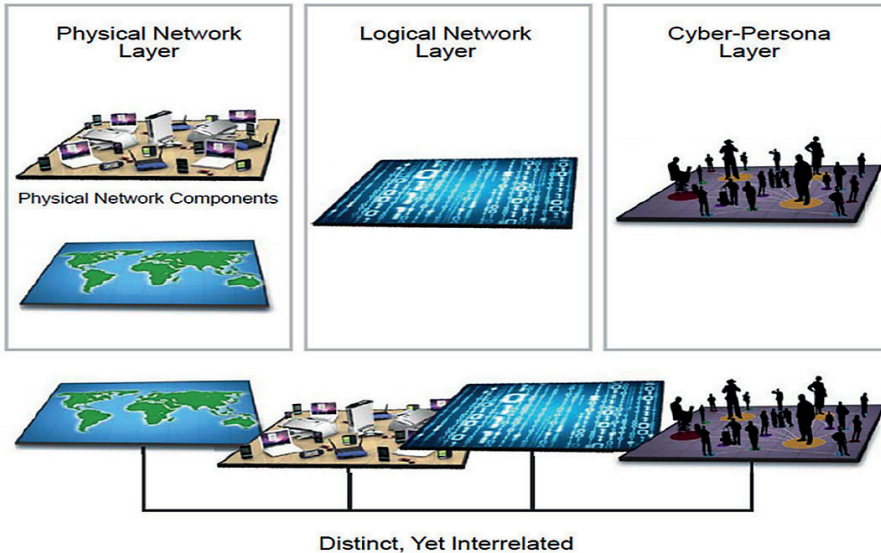 Physical Network
Layer
Logical Network
Layer
Cyber-Persona
Layer
Physical Network Components
Distinct, Yet Interrelated